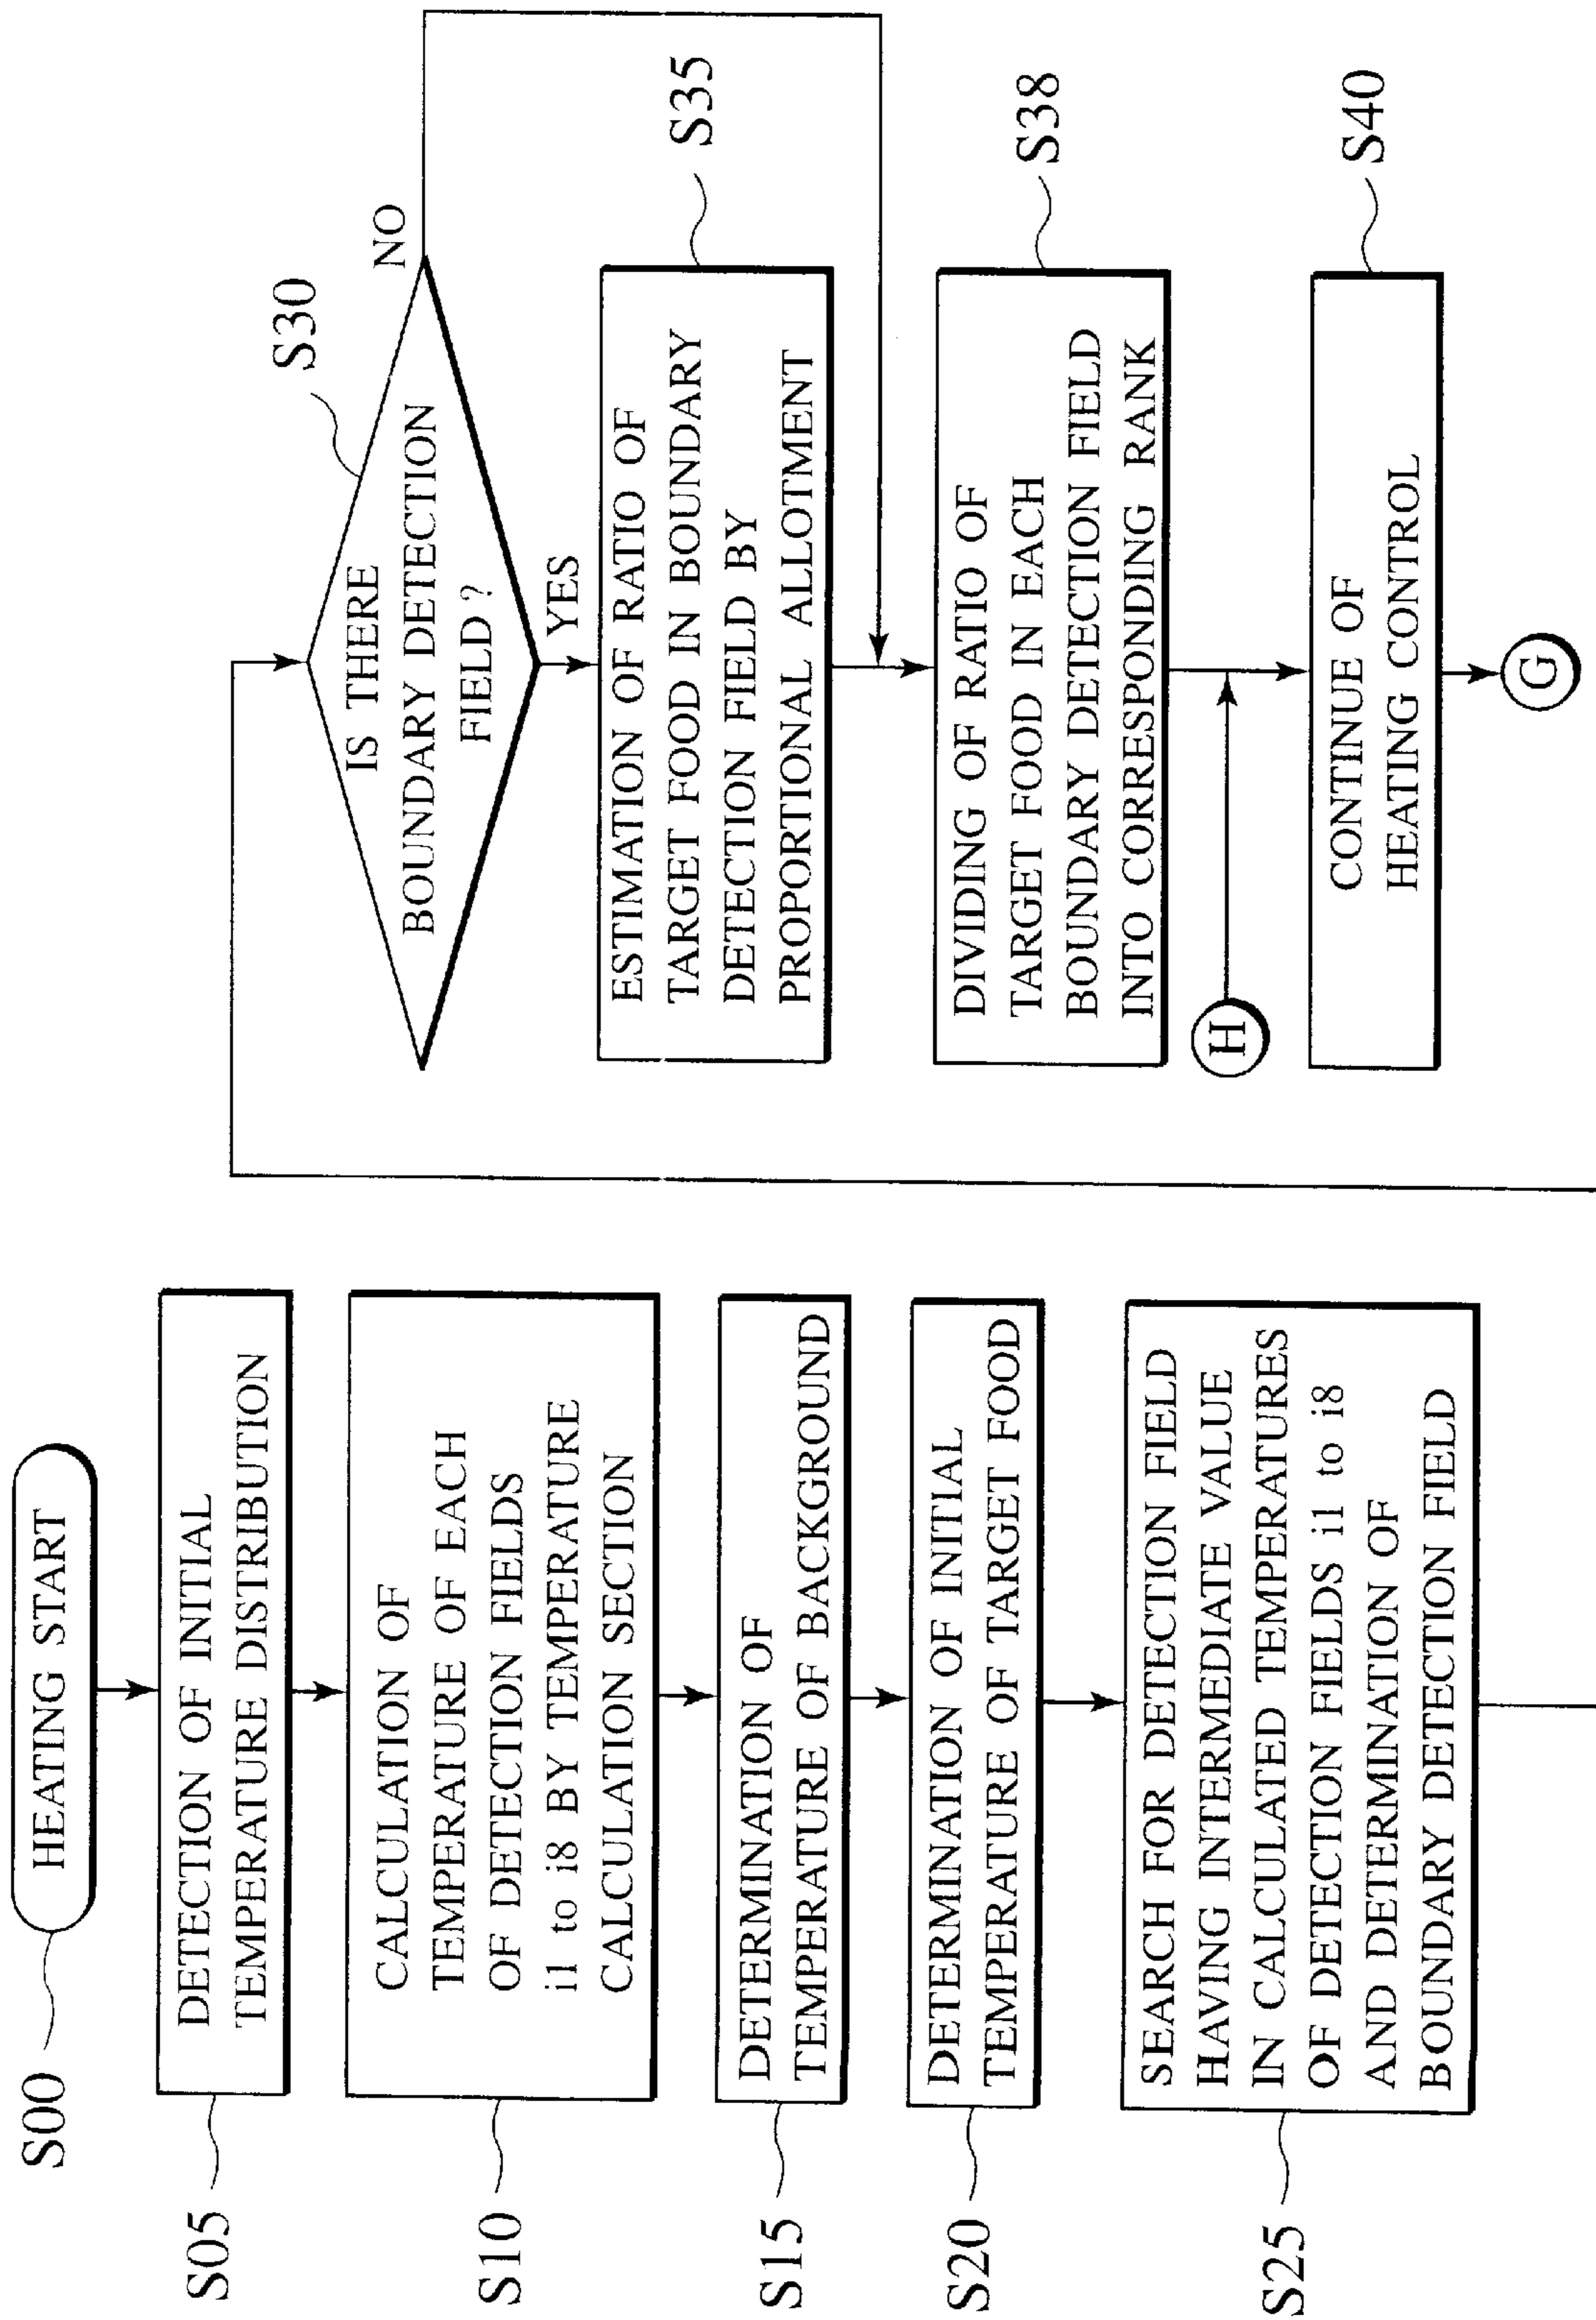 S00
HEATING START
S05
DETECTION OF INITIAL
TEMPERATURE DISTRIBUTION
S10
CALCULATION OF
TEMPERATURE OF EACH
OF DETECTION FIELDS
i1 to i8 BY TEMPERATURE
CALCULATION SECTION
S15
DETERMINATION OF
TEMPERATURE OF BACKGROUND
S20
DETERMINATION OF INITIAL
TEMPERATURE OF TARGET FOOD
S25
SEARCH FOR DETECTION FIELD
HAVING INTERMEDIATE VALUE
IN CALCULATED TEMPERATURES
OF DETECTION FIELDS i1 to i8
AND DETERMINATION OF
BOUNDARY DETECTION FIELD
S30
IS THERE
BOUNDARY DETECTION
FIELD?
NO
YES
S35
ESTIMATION OF RATIO OF
TARGET FOOD IN BOUNDARY
DETECTION FIELD BY
PROPORTIONAL ALLOTMENT
S38
DIVIDING OF RATIO OF
TARGET FOOD IN EACH
BOUNDARY DETECTION FIELD
INTO CORRESPONDING RANK
H
S40
CONTINUE OF
HEATING CONTROL
G